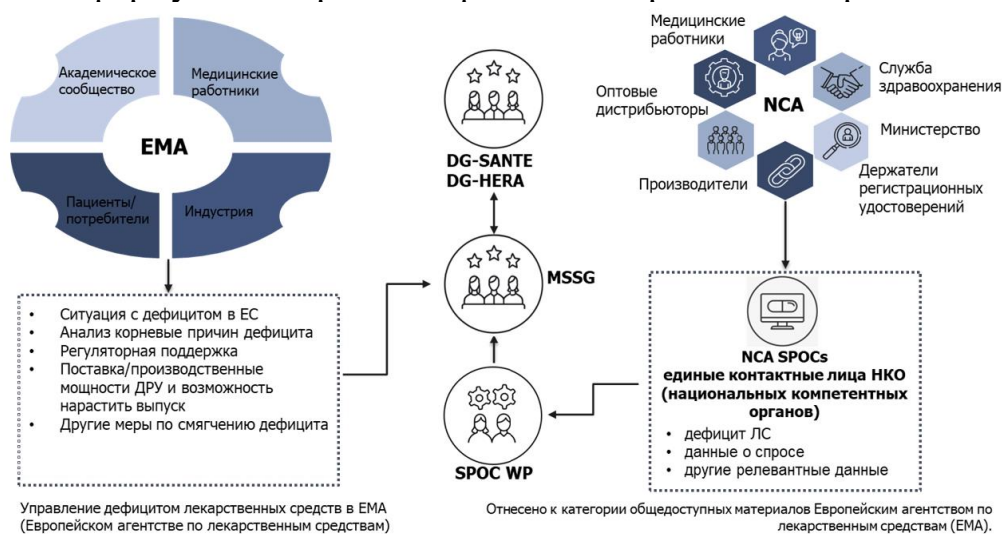 Академическое
сообщество
Медицинские
работники
EMA
Пациенты/
потребители
Индустрия
• Ситуация с дефицитом в ЕС
• Анализ корневые причин дефицита
• Регуляторная поддержка
• Поставка/производственные
мощности ДРУ и возможность
нарастить выпуск
• Другие меры по смягчению дефицита
Управление дефицитом лекарственных средств в EMA
(Европейском агентстве по лекарственным средствам)
DG-SANTE
DG-HERA
MSSG
SPOC WP
Медицинские
работники
Служба
здравоохранения
Оптовые
дистрибьюторы
NCA
Министерство
Производители
Держатели
регистрационных
удостоверений
NCA SPOCs
единые контактные лица НКО
(национальных компетентных
органов)
• дефицит ЛС
• данные о спросе
• другие релевантные данные
Отнесено к категории общедоступных материалов Европейским агентством по
лекарственным средствам (EMA).